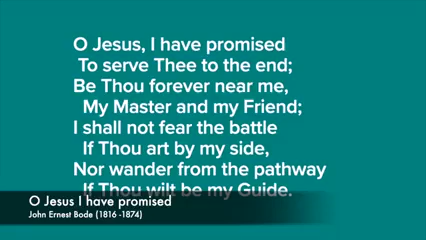 O Jesus, I have promised
To serve Thee to the end;
Be Thou forever near me,
My Master and my Friend;
I shall not fear the battle
If Thou art by my side,
Nor wander from the pathway
If Thou wilt be my Guide.
O Jesus I have promised
John Ernest Bode (1816 -1874)